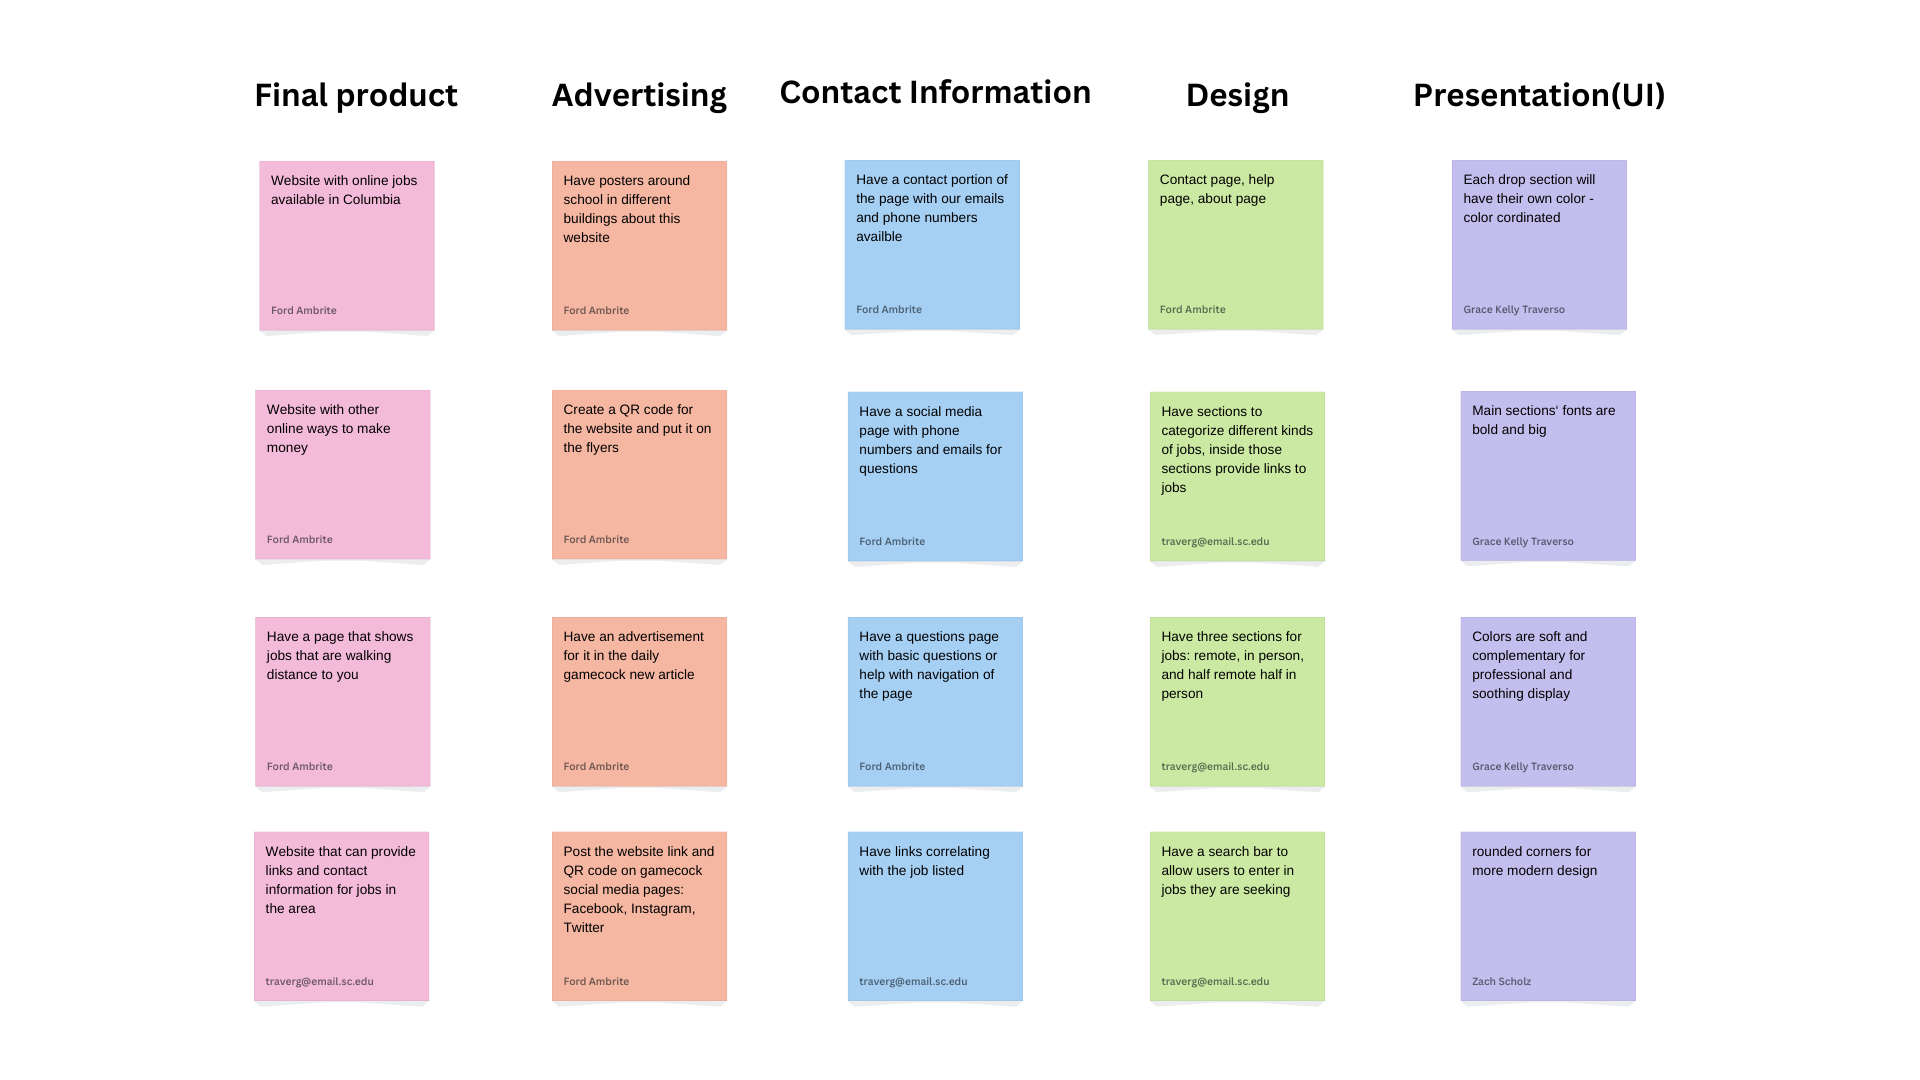 Final product
Advertising
Contact Information
Design
Presentation(UI)
Website with online jobs
available in Columbia
Ford Ambrite
Have posters around
school in different
buildings about this
website
Ford Ambrite
Have a contact portion of
the page with our emails
and phone numbers
availble
Ford Ambrite
Contact page, help
page, about page
Ford Ambrite
Each drop section will
have their own color -
color cordinated
Grace Kelly Traverso
Website with other
online ways to make
money
Ford Ambrite
Create a QR code for
the website and put it on
the flyers
Ford Ambrite
Have a social media
page with phone
numbers and emails for
questions
Ford Ambrite
Have sections to
categorize different kinds
of jobs, inside those
sections provide links to
jobs
traverg@email.sc.edu
Main sections' fonts are
bold and big
Grace Kelly Traverso
Have a page that shows
jobs that are walking
distance to you
Ford Ambrite
Have an advertisement
for it in the daily
gamecock new article
Ford Ambrite
Have a questions page
with basic questions or
help with navigation of
the page
Ford Ambrite
Have three sections for
jobs: remote, in person,
and half remote half in
person
traverg@email.sc.edu
Colors are soft and
complementary for
professional and
soothing display
Grace Kelly Traverso
Website that can provide
links and contact
information for jobs in
the area
traverg@email.sc.edu
Post the website link and
QR code on gamecock
social media pages:
Facebook, Instagram,
Twitter
Ford Ambrite
Have links correlating
with the job listed
traverg@email.sc.edu
Have a search bar to
allow users to enter in
jobs they are seeking
traverg@email.sc.edu
rounded corners for
more modern design
Zach Scholz